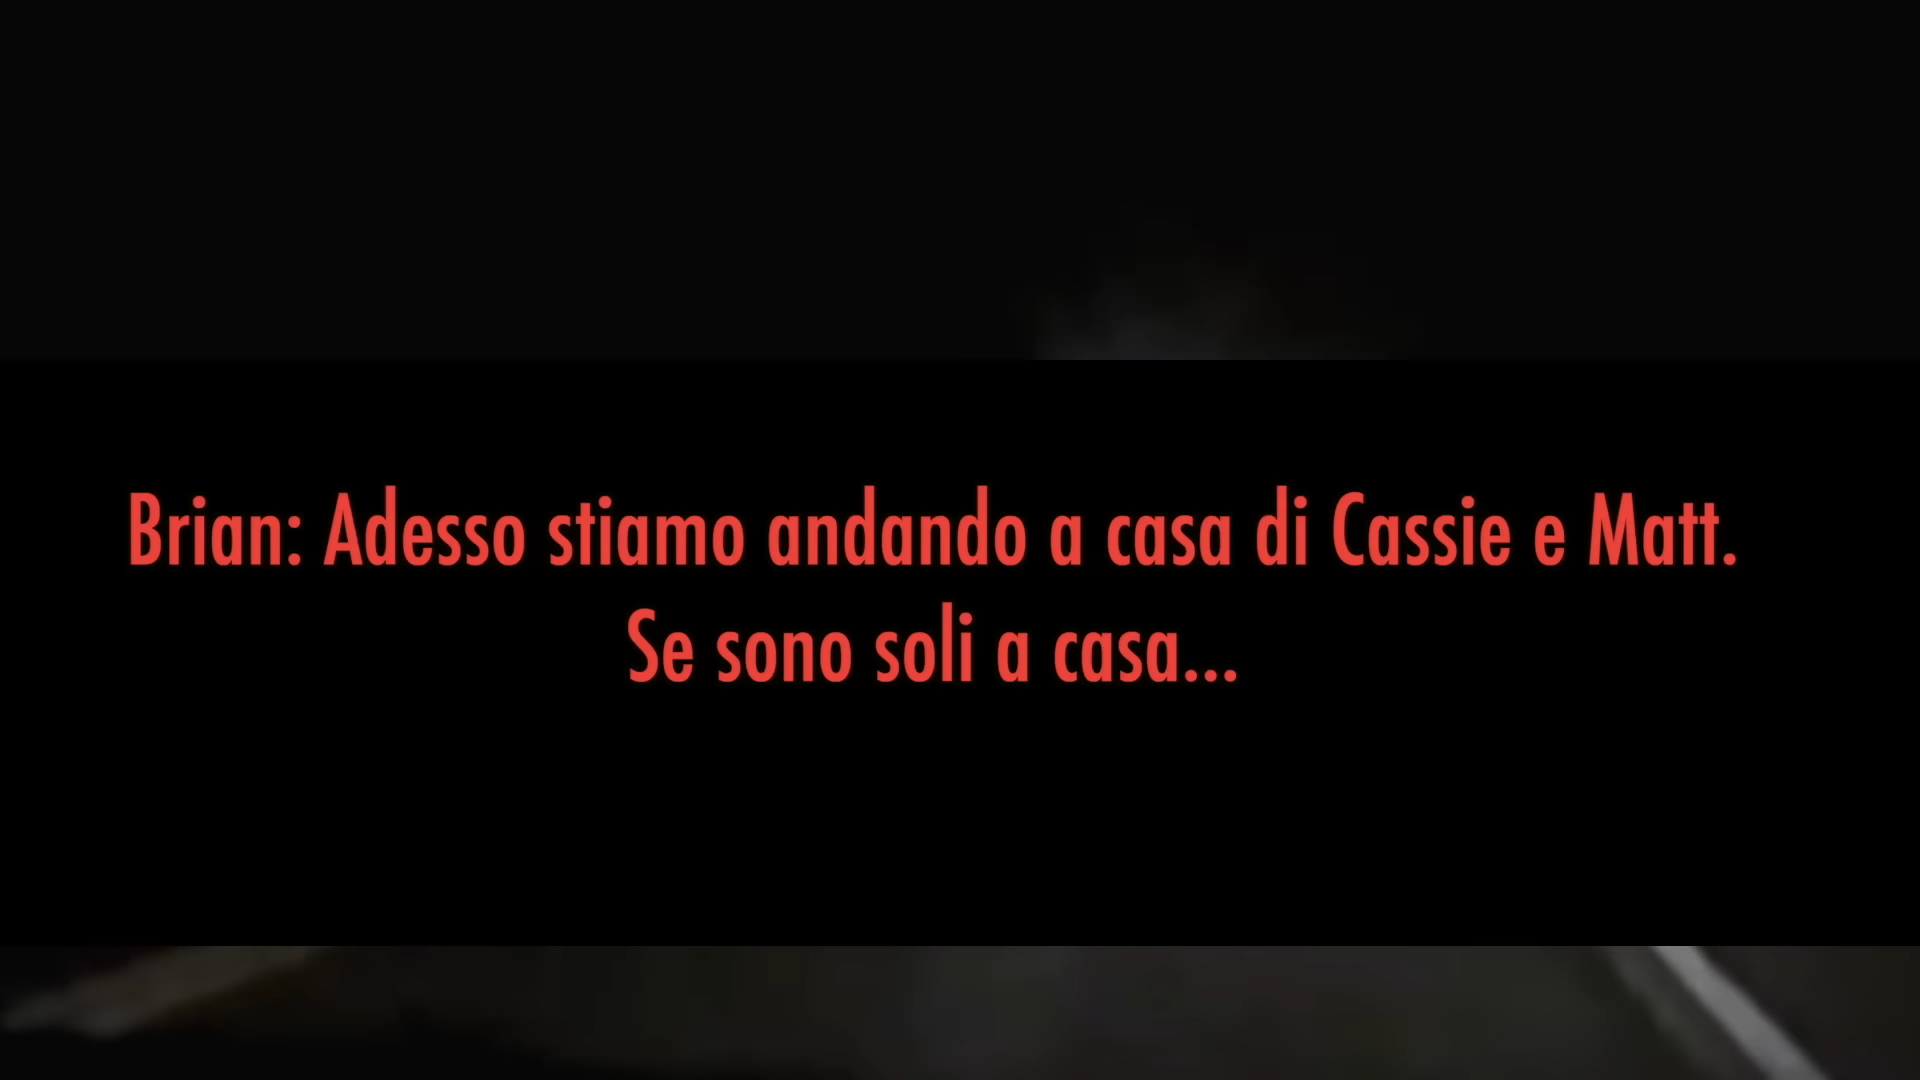 Brian: Adesso stiamo andando a casa di Cassie e Matt.
Se sono soli a casa...